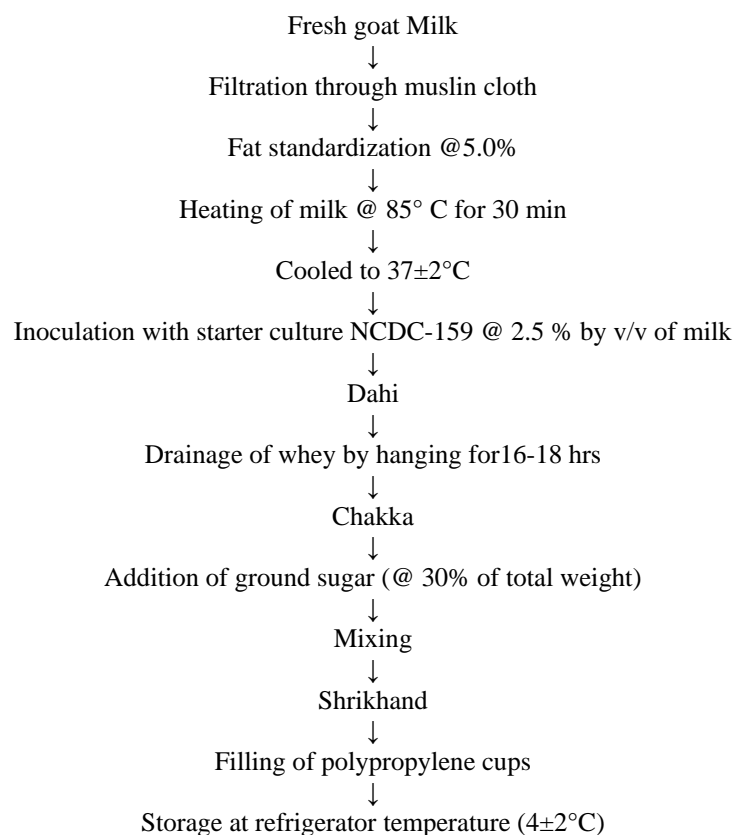 Fresh goat Milk
↓
Filtration through muslin cloth
↓
Fat standardization @5.0%
↓
Heating of milk @ 85° C for 30 min
↓
Cooled to 37±2°C
↓
Inoculation with starter culture NCDC-159 @ 2.5 % by v/v of milk
↓
Dahi
↓
Drainage of whey by hanging for16-18 hrs
↓
Chakka
↓
Addition of ground sugar (@ 30% of total weight)
↓
Mixing
↓
Shrikhand
↓
Filling of polypropylene cups
↓
Storage at refrigerator temperature (4±2°C)